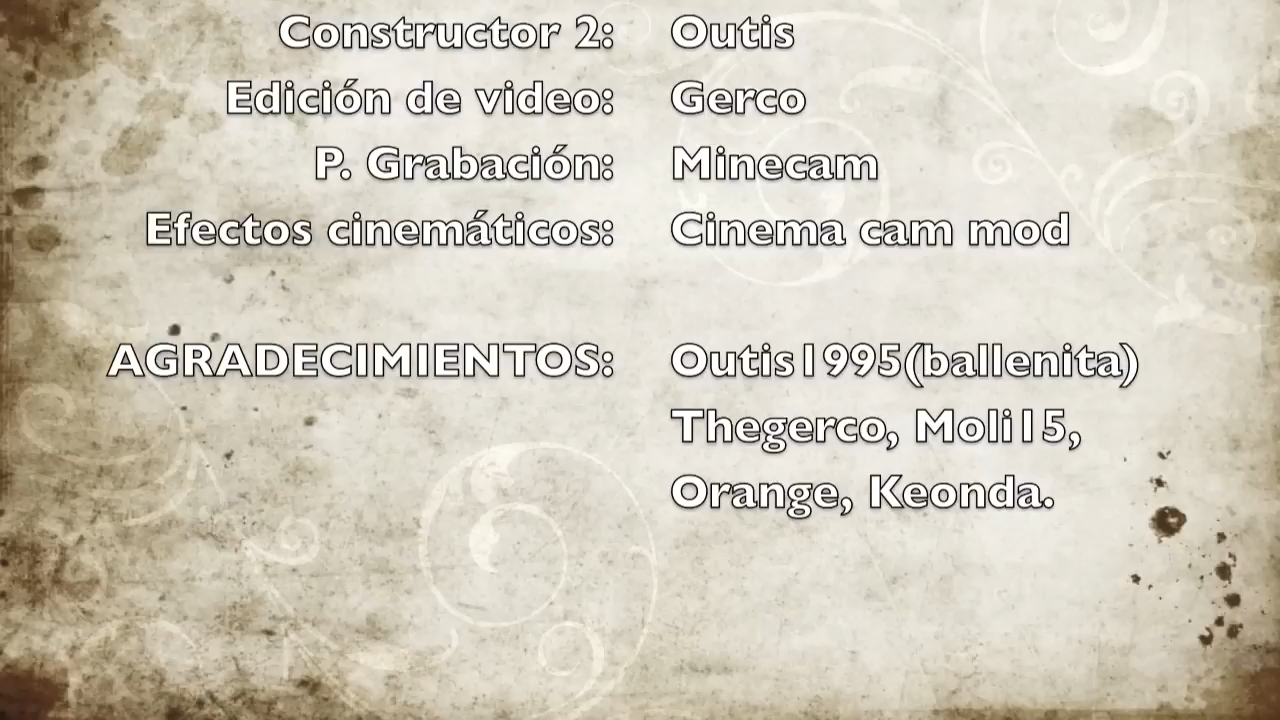 Constructor 2: Outis
Edición de video: Gerco
P. Grabación: Minecam
Efectos cinemáticos: Cinema cam mod
AGRADECIMIENTOS: Outis1995(ballenita)
Thegerco, Moli15,
Orange, Keonda.